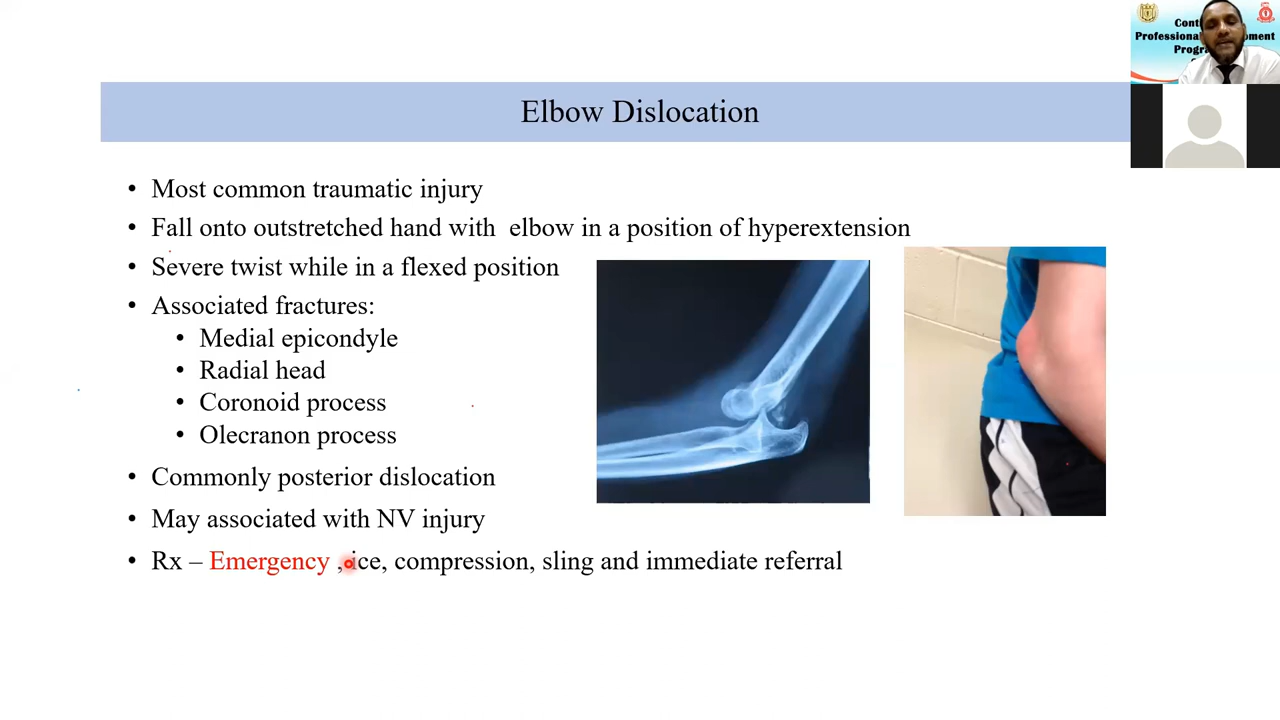 Elbow Dislocation
• Most common traumatic injury
• Fall onto outstretched hand with elbow in a position of hyperextension
• Severe twist while in a flexed position
• Associated fractures:
• Medial epicondyle
• Radial head
• Coronoid process
• Olecranon process
• Commonly posterior dislocation
• May associated with NV injury
• Rx – Emergency , ice, compression, sling and immediate referral